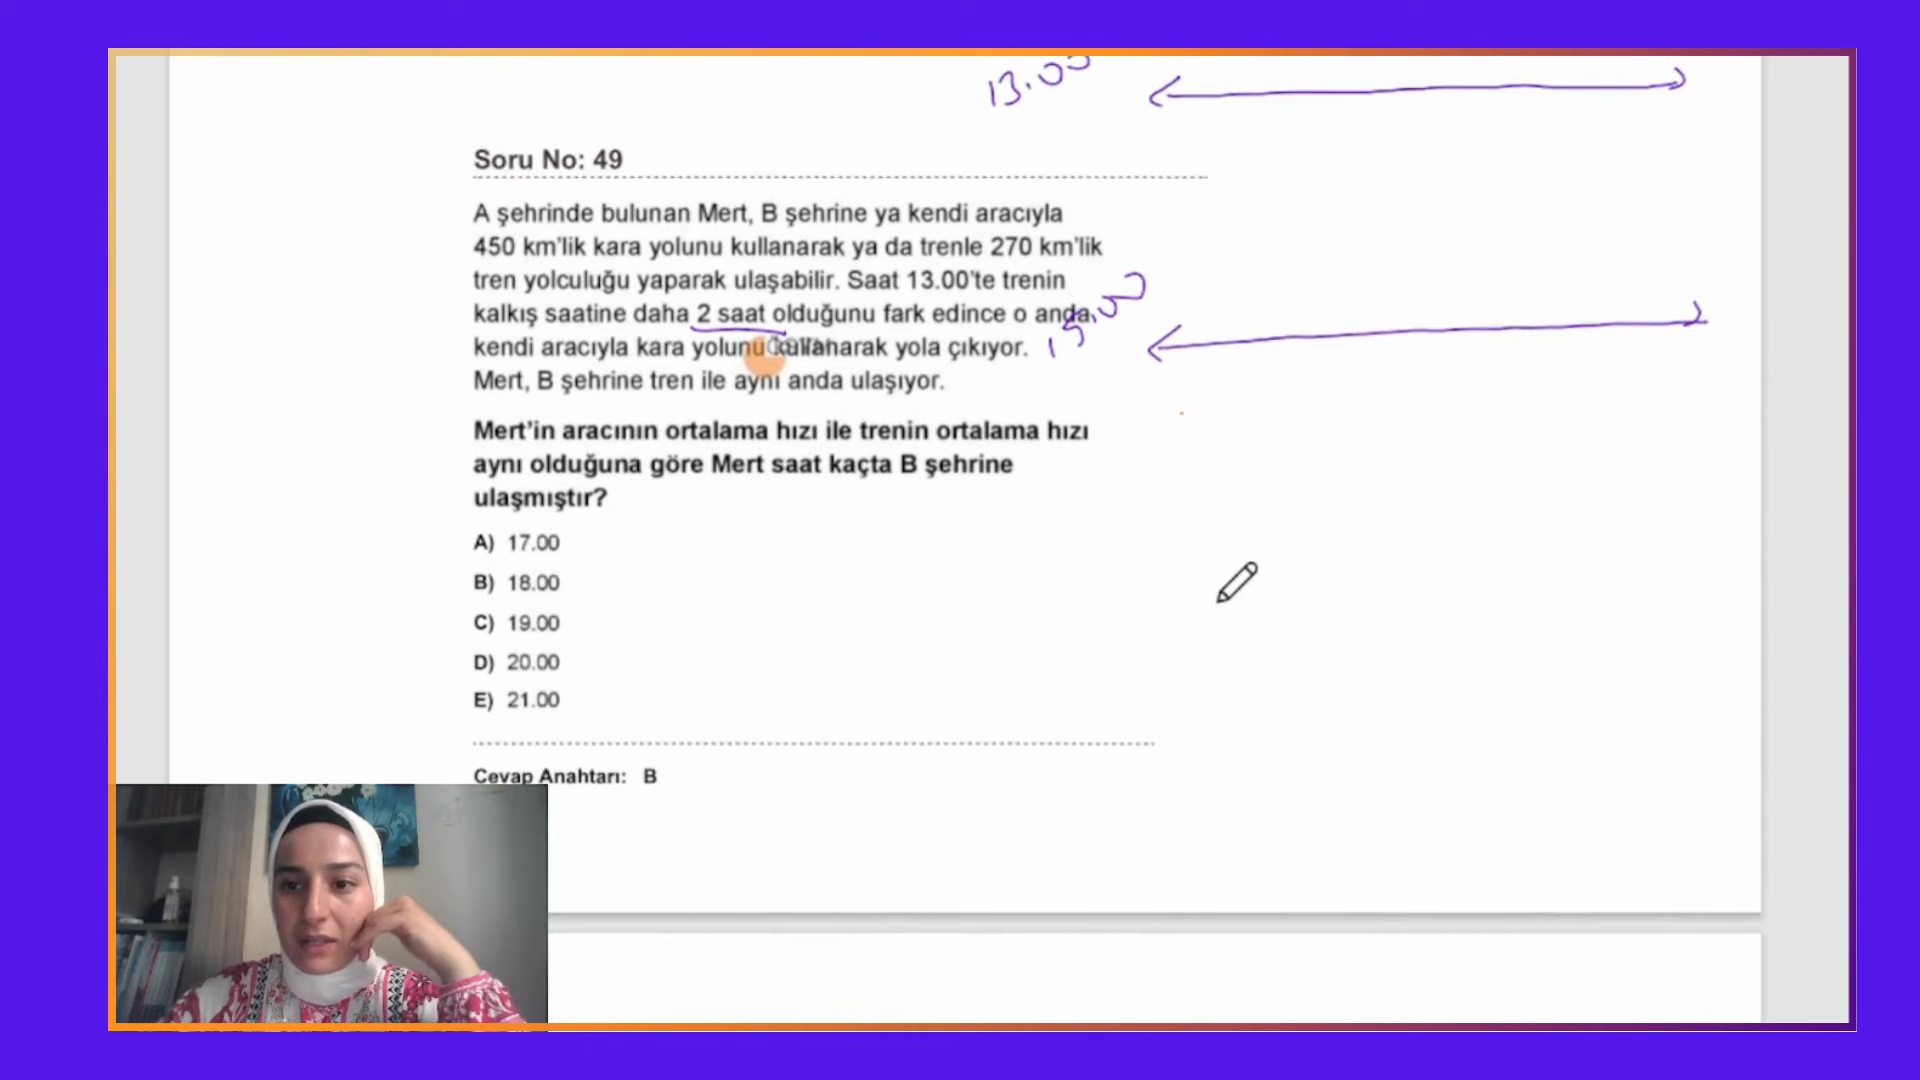 13.00
Soru No: 49
A şehrinde bulunan Mert, B şehrine ya kendi aracıyla
450 km'lik kara yolunu kullanarak ya da trenle 270 km'lik
tren yolculuğu yaparak ulaşabilir. Saat 13.00'te trenin
kalkış saatine daha 2 saat olduğunu fark edince o anda
kendi aracıyla kara yolunu kullanarak yola çıkıyor.
15.00
Mert, B şehrine tren ile aynı anda ulaşıyor.
Mert'in aracının ortalama hızı ile trenin ortalama hızı
aynı olduğuna göre Mert saat kaçta B şehrine
ulaşmıştır?
A) 17.00
B) 18.00
C) 19.00
D) 20.00
E) 21.00
Cevap Anahtarı: B